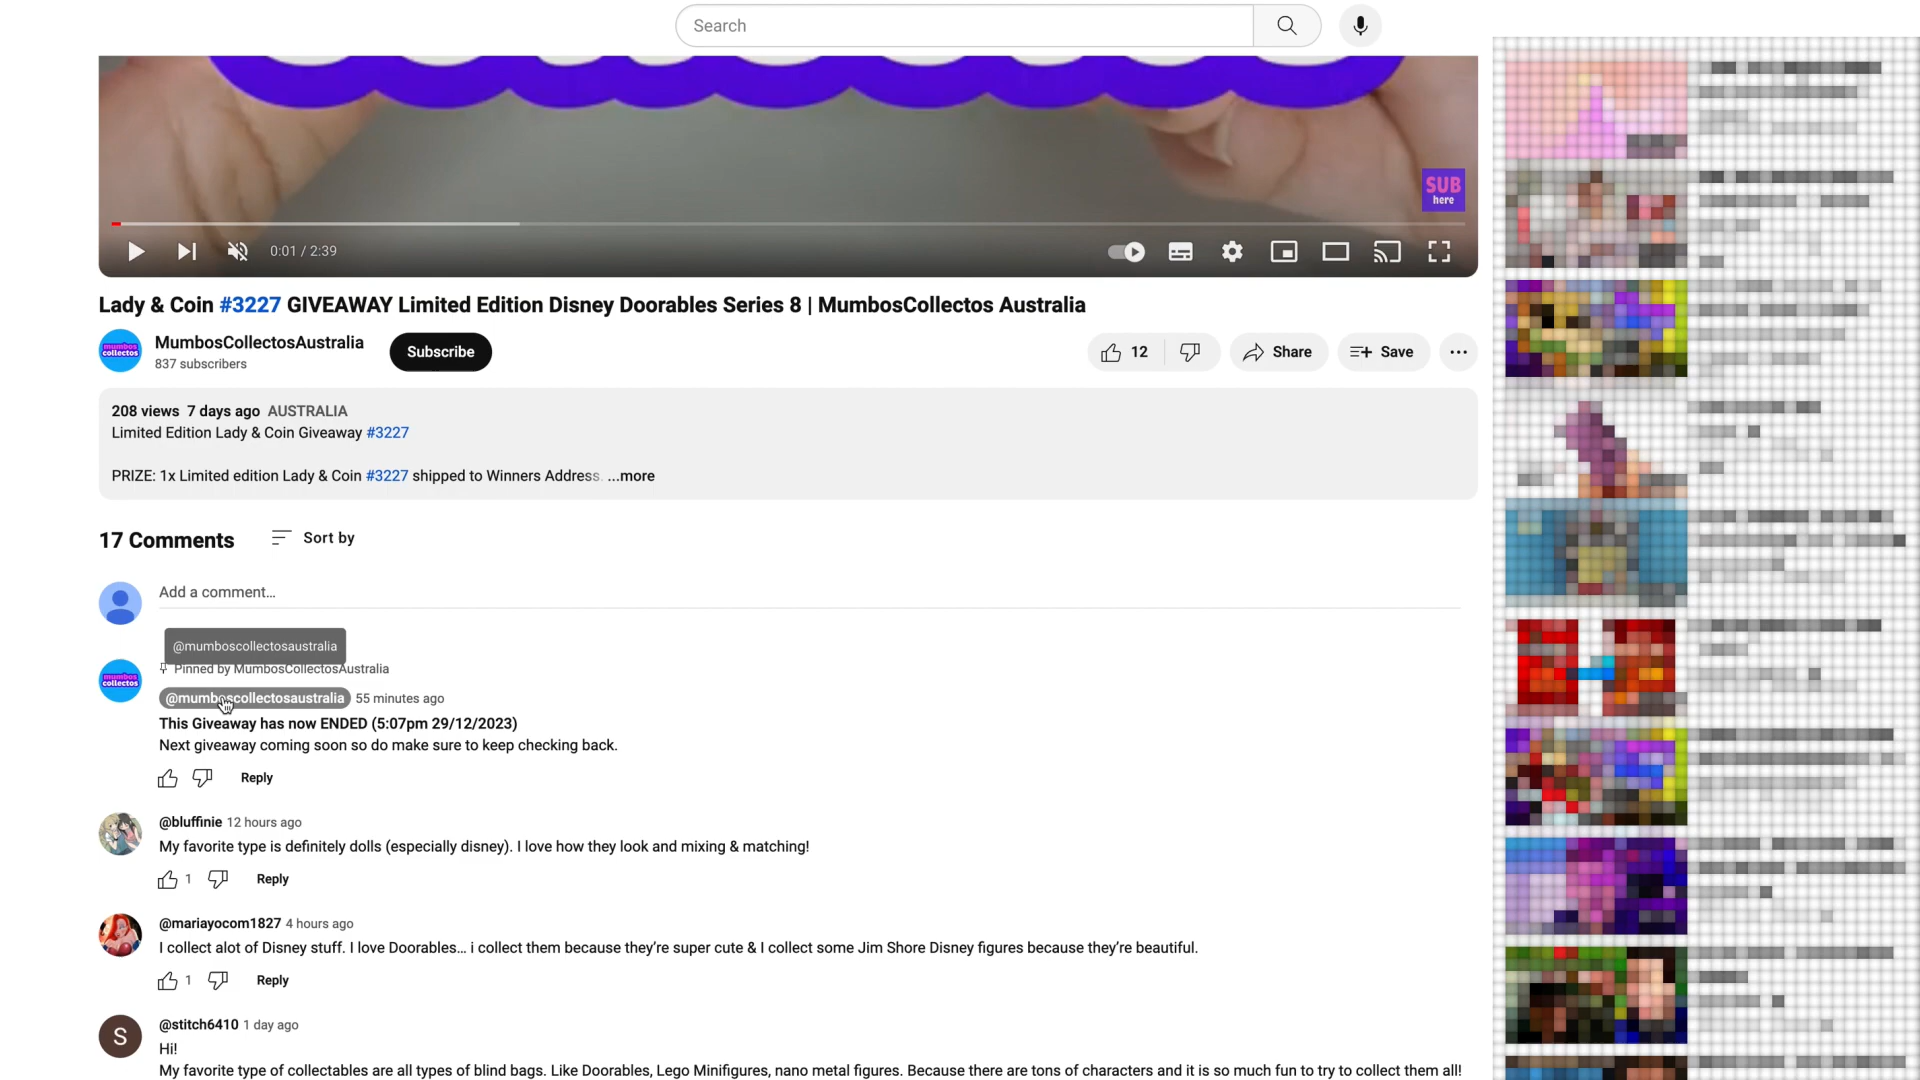 Search
SUB
here
0:01 / 2:39
Lady & Coin #3227 GIVEAWAY Limited Edition Disney Doorables Series 8 | MumbosCollectos Australia
mumbos
collectos
MumbosCollectosAustralia
837 subscribers
Subscribe
12
Share
Save
208 views 7 days ago AUSTRALIA
Limited Edition Lady & Coin Giveaway #3227
PRIZE: 1x Limited edition Lady & Coin #3227 shipped to Winners Address. ...more
17 Comments
Sort by
Add a comment...
@mumboscollectosaustralia
Pinned by MumbosCollectosAustralia
mumbos
collectos
@mumboscollectosaustralia 55 minutes ago
This Giveaway has now ENDED (5:07pm 29/12/2023)
Next giveaway coming soon so do make sure to keep checking back.
Reply
@bluffinie 12 hours ago
My favorite type is definitely dolls (especially disney). I love how they look and mixing & matching!
1
Reply
@mariayocom1827 4 hours ago
I collect alot of Disney stuff. I love Doorables... i collect them because they're super cute & I collect some Jim Shore Disney figures because they're beautiful.
1
Reply
S
@stitch6410 1 day ago
Hi!
My favorite type of collectables are all types of blind bags. Like Doorables, Lego Minifigures, nano metal figures. Because there are tons of characters and it is so much fun to try to collect them all!